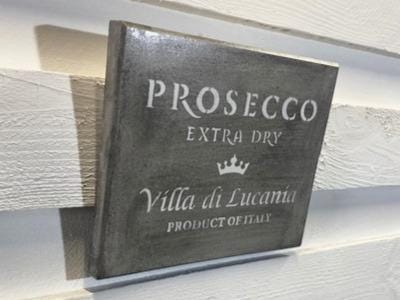 PROSECCO
EXTRA DRY
Villa di Lucania
PRODUCT OF ITALY